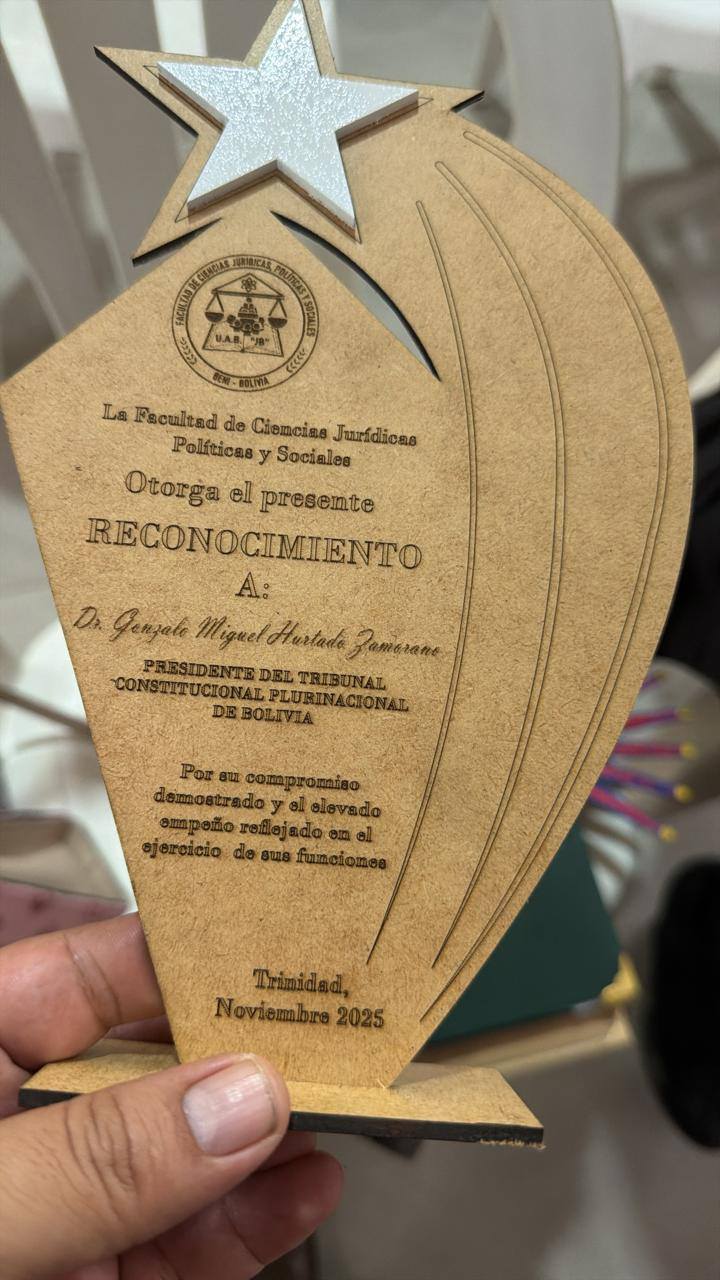 FACULTAD DE CIENCIAS JURIDICAS, POLÍTICAS Y SOCIALES
U.A.B. "JB"
BENI - BOLIVIA
La Facultad de Ciencias Jurídicas
Políticas y Sociales
Otorga el presente
RECONOCIMIENTO
A:
Dr. Gonzalo Miguel Hurtado Zamorano
PRESIDENTE DEL TRIBUNAL
CONSTITUCIONAL PLURINACIONAL
DE BOLIVIA
Por su compromiso
demostrado y el elevado
empeño reflejado en el
ejercicio de sus funciones
Trinidad,
Noviembre 2025